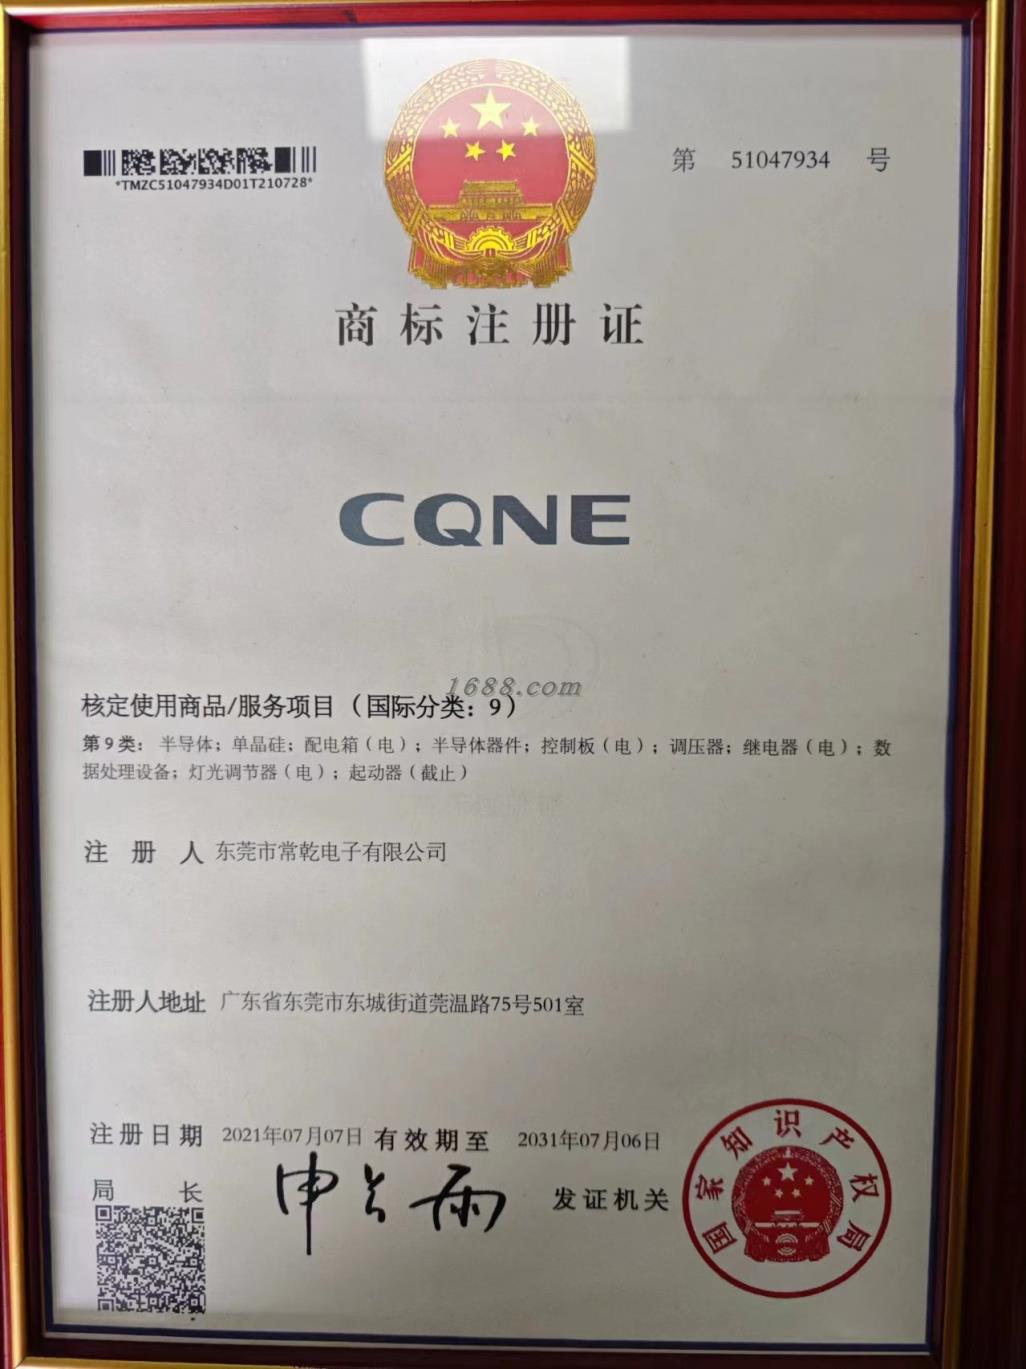 *TMZC51047934D01T210728*
第 51047934 号
商标注册证
CQNE
1688.com
核定使用商品/服务项目（国际分类：9）
第9类：半导体；单晶硅；配电箱（电）；半导体器件；控制板（电）；调压器；继电器（电）；数
据处理设备；灯光调节器（电）；起动器（截止）
注册人 东莞市常乾电子有限公司
注册人地址 广东省东莞市东城街道莞温路75号501室
注册日期 2021年07月07日 有效期至 2031年07月06日
局长 申长雨 发证机关
国家知识产权局